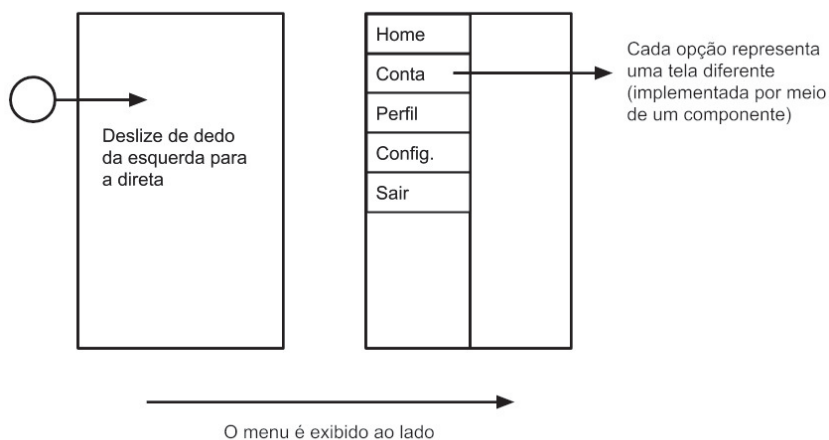 Deslize de dedo
da esquerda para
a direta
Home
Conta
Perfil
Config.
Sair
Cada opção representa
uma tela diferente
(implementada por meio
de um componente)
O menu é exibido ao lado